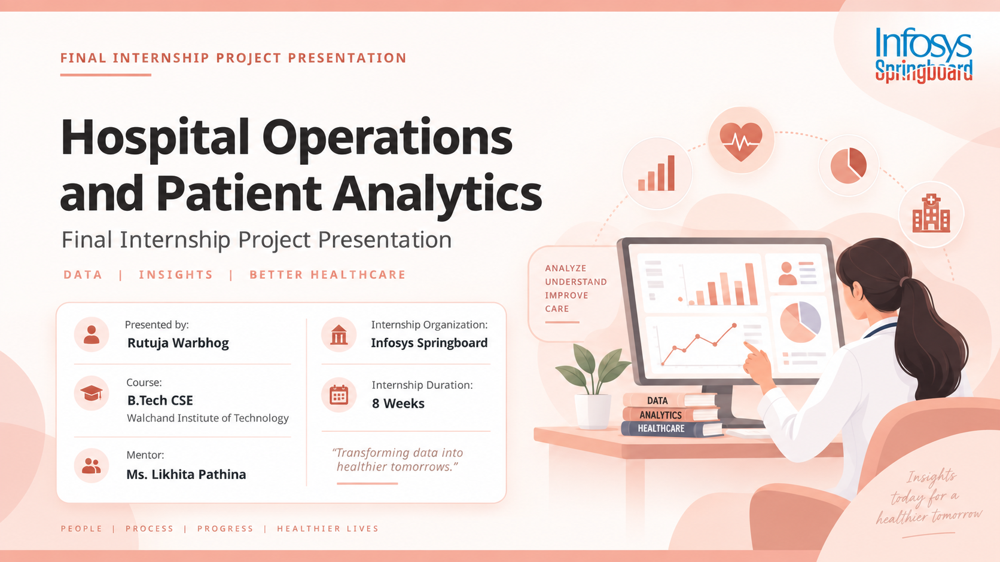 FINAL INTERNSHIP PROJECT PRESENTATION
Infosys
Springboard
Hospital Operations
and Patient Analytics
Final Internship Project Presentation
DATA | INSIGHTS | BETTER HEALTHCARE
Presented by:
Rutuja Warbhog
Course:
B.Tech CSE
Walchand Institute of Technology
Mentor:
Ms. Likhita Pathina
Internship Organization:
Infosys Springboard
Internship Duration:
8 Weeks
“Transforming data into
healthier tomorrows.”
ANALYZE
UNDERSTAND
IMPROVE
CARE
DATA
ANALYTICS
HEALTHCARE
Insights
today for a
healthier tomorrow
PEOPLE | PROCESS | PROGRESS | HEALTHIER LIVES